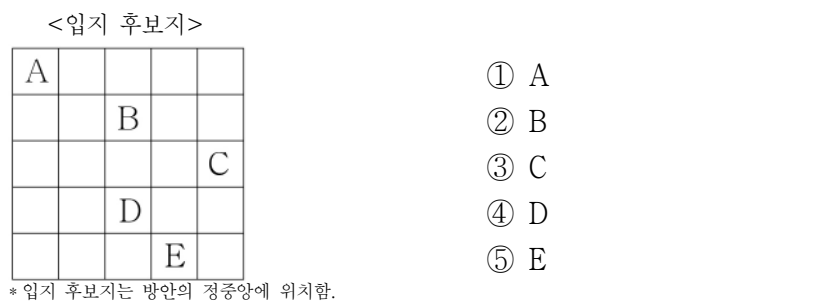 <입지 후보지>
A
B
C
D
E
* 입지 후보지는 방안의 정중앙에 위치함.
① A
② B
③ C
④ D
⑤ E